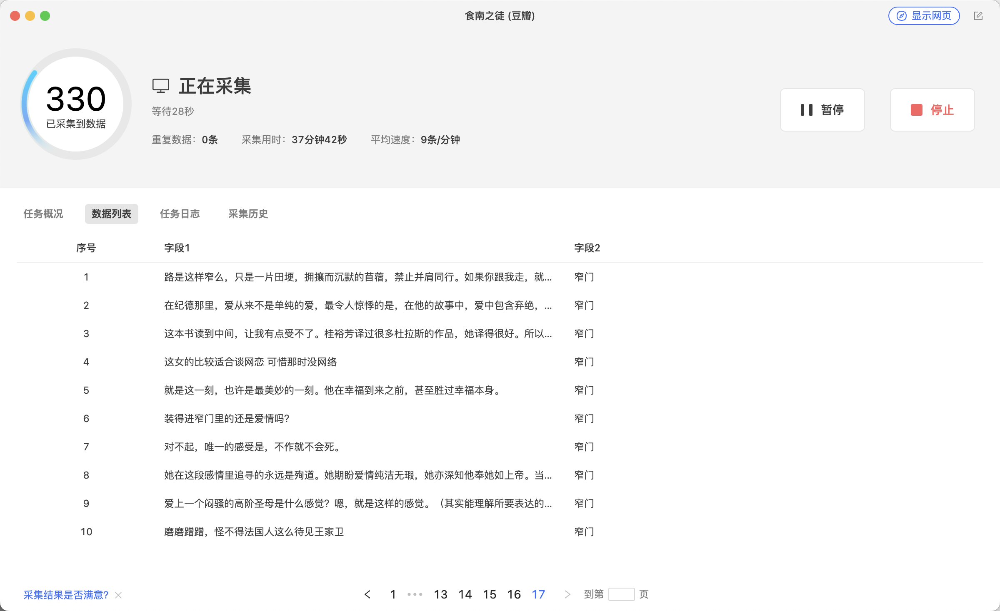 食南之徒 (豆瓣)
显示网页
330
已采集到数据
正在采集
等待28秒
重复数据: 0条 采集用时: 37分钟42秒 平均速度: 9条/分钟
暂停
停止
任务概况 数据列表 任务日志 采集历史
序号 字段1 字段2
1 路是这样窄么，只是一片田埂，拥攘而沉默的苜蓿，禁止并肩同行。如果你跟我走，就... 窄门
2 在纪德那里，爱从来不是单纯的爱，最令人惊悸的是，在他的故事中，爱中包含弃绝，... 窄门
3 这本书读到中间，让我有点受不了。桂裕芳译过很多杜拉斯的作品，她译得很好。所以... 窄门
4 这女的比较适合谈网恋 可惜那时没网络 窄门
5 就是这一刻，也许是最美妙的一刻。他在幸福到来之前，甚至胜过幸福本身。 窄门
6 装得进窄门里的还是爱情吗？ 窄门
7 对不起，唯一的感受是，不作就不会死。 窄门
8 她在这段感情里追寻的永远是殉道。她期盼爱情纯洁无瑕，她亦深知他奉她如上帝。当... 窄门
9 爱上一个闷骚的高阶圣母是什么感觉？嗯，就是这样的感觉。（其实能理解所要表达的... 窄门
10 磨磨蹭蹭，怪不得法国人这么待见王家卫 窄门
采集结果是否满意?
< 1 ••• 13 14 15 16 17 > 到第 页